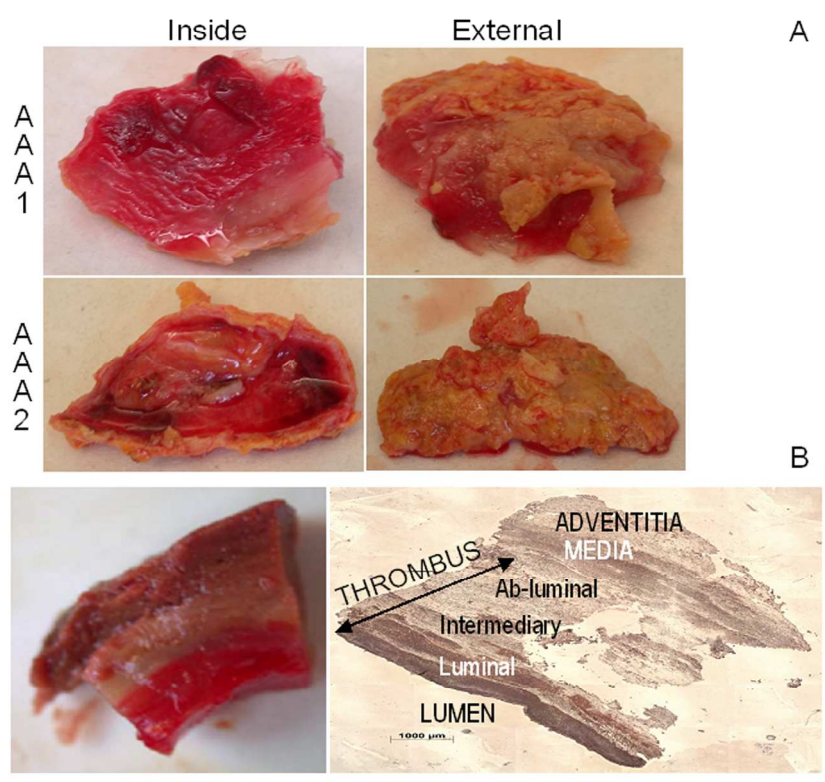 Inside External A
A
A
A
1
A
A
A
2
B
ADVENTITIA
MEDIA
THROMBUS
Ab-luminal
Intermediary
Luminal
LUMEN
1000 µm